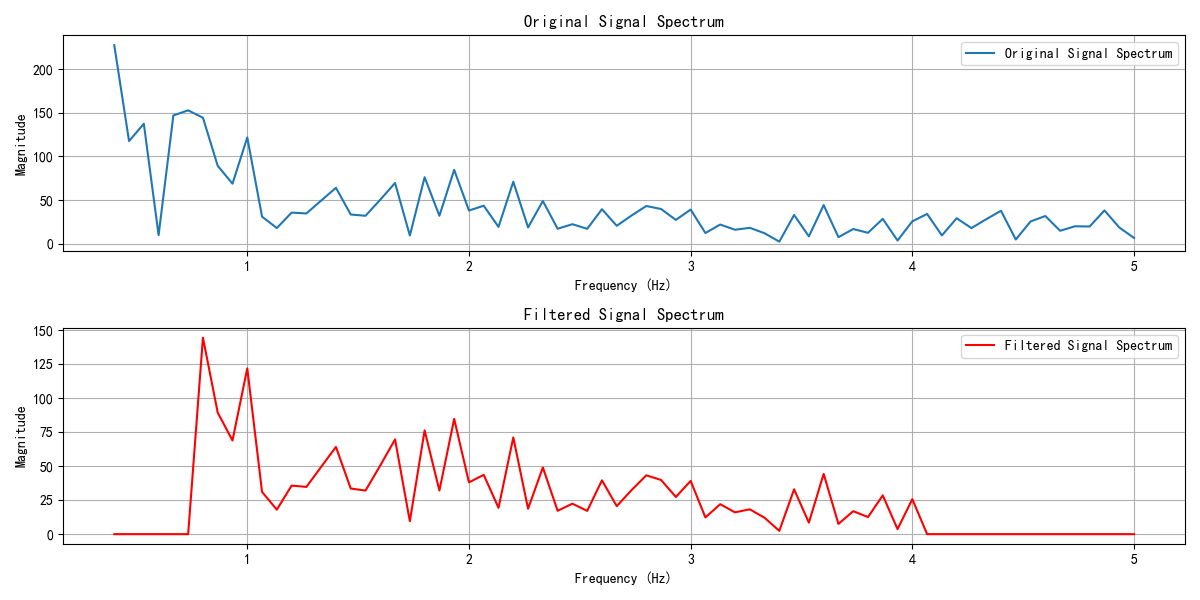 Original Signal Spectrum
Original Signal Spectrum
Magnitude
200
150
100
50
0
1 2 3 4 5
Frequency (Hz)
Filtered Signal Spectrum
Filtered Signal Spectrum
Magnitude
150
125
100
75
50
25
0
1 2 3 4 5
Frequency (Hz)